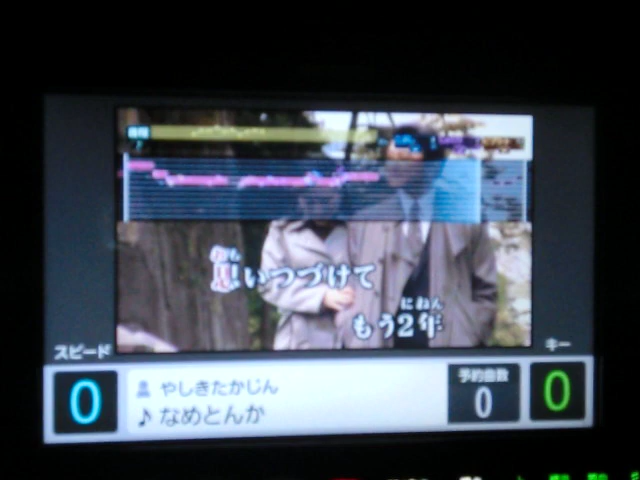 おも
思いつづけて
にねん
もう2年
スピード
キー
0
やしきたかじん
なめとんか
予約曲数
0
0